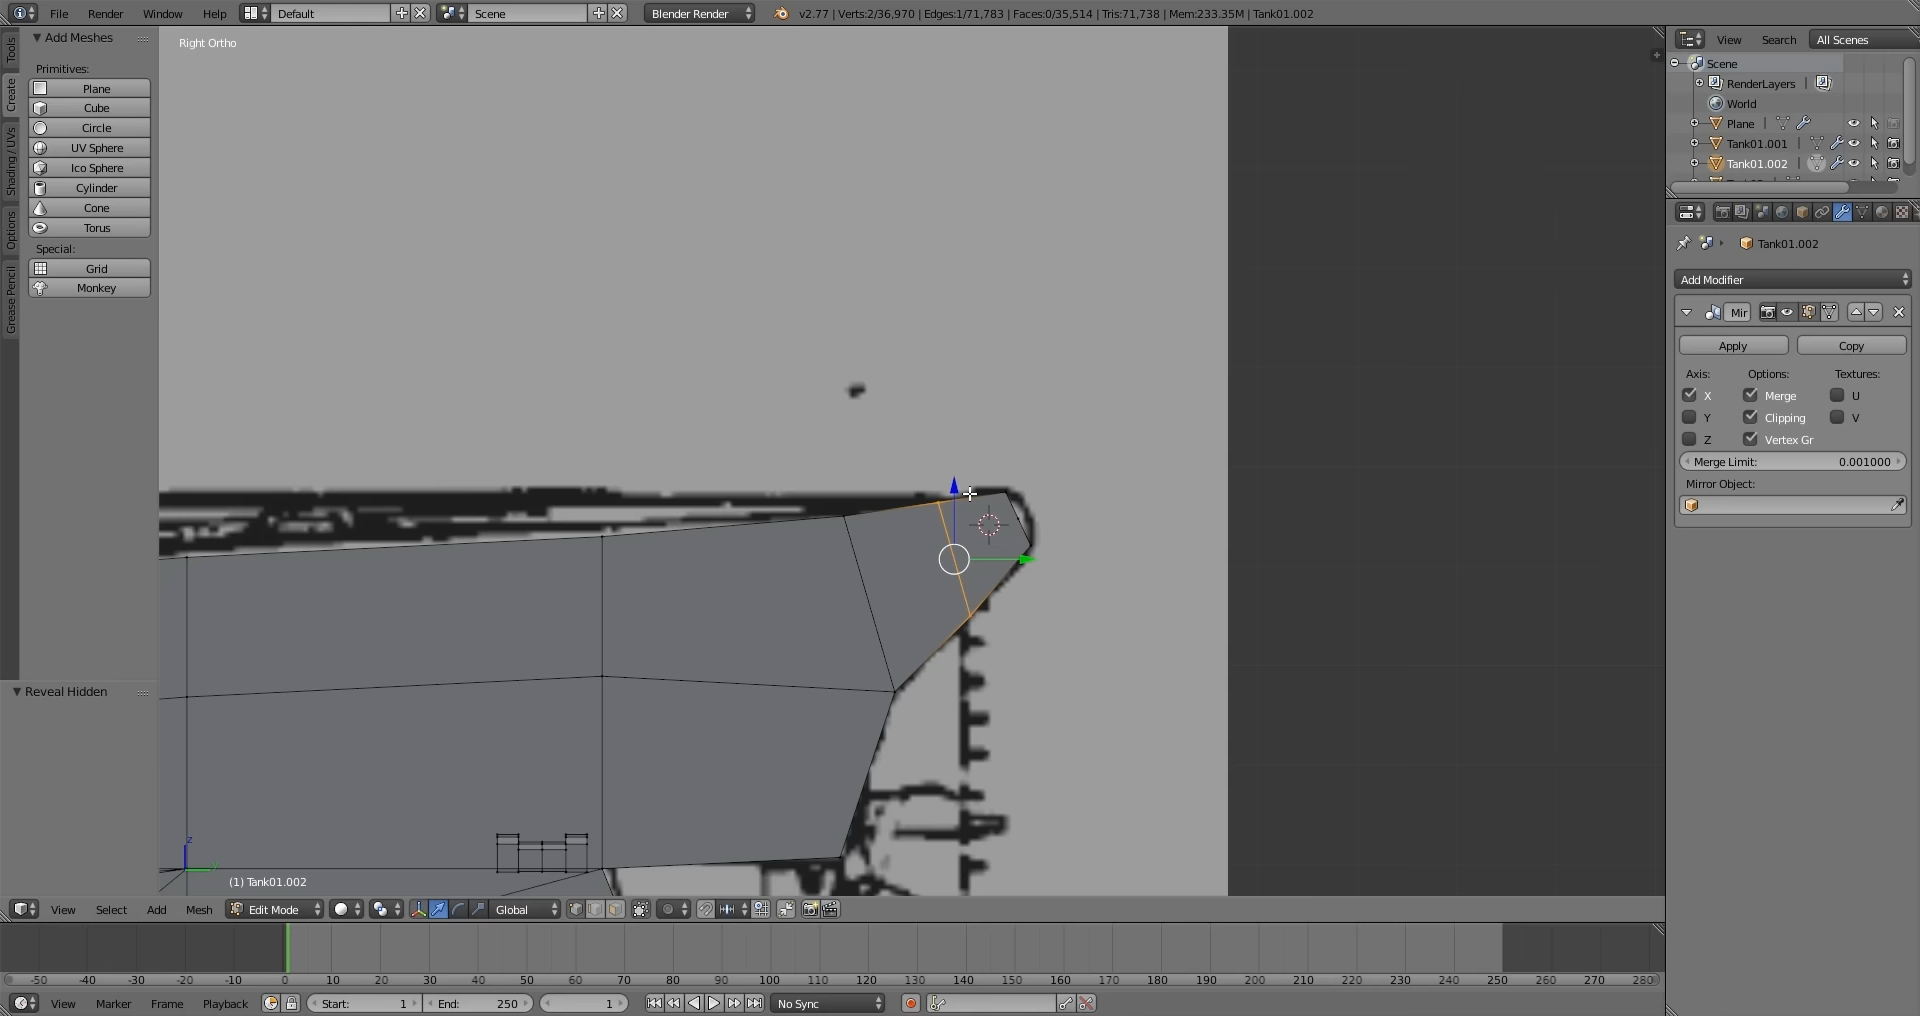 File Render Window Help Default Scene Blender Render v2.77 | Verts:2/36,970 | Edges:1/71,783 | Faces:0/35,514 | Tris:71,738 | Mem:233.35M | Tank01.002
Tools
Create
Shading / UVs
Options
Grease Pencil
Add Meshes
Primitives:
Plane
Cube
Circle
UV Sphere
Ico Sphere
Cylinder
Cone
Torus
Special:
Grid
Monkey
Reveal Hidden
Right Ortho
z
(1) Tank01.002
View Search All Scenes
Scene
RenderLayers |
World
Plane |
Tank01.001 |
Tank01.002 |
Tank01.002
Add Modifier
Mir
Apply Copy
Axis: Options: Textures:
X Merge U
Y Clipping V
Z Vertex Gr
Merge Limit: 0.001000
Mirror Object:
View Select Add Mesh Edit Mode Global
-50 -40 -30 -20 -10 0 10 20 30 40 50 60 70 80 90 100 110 120 130 140 150 160 170 180 190 200 210 220 230 240 250 260 270 280
View Marker Frame Playback Start: 1 End: 250 1 No Sync